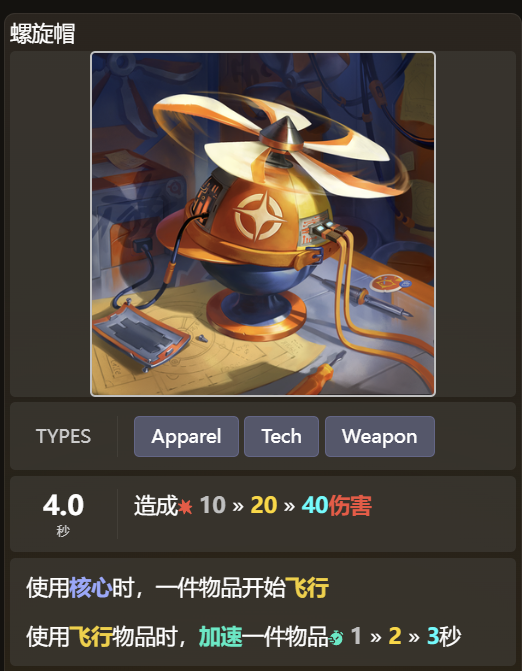 螺旋帽
TYPES
Apparel
Tech
Weapon
4.0
秒
造成 10 » 20 » 40伤害
使用核心时，一件物品开始飞行
使用飞行物品时，加速一件物品 1 » 2 » 3秒